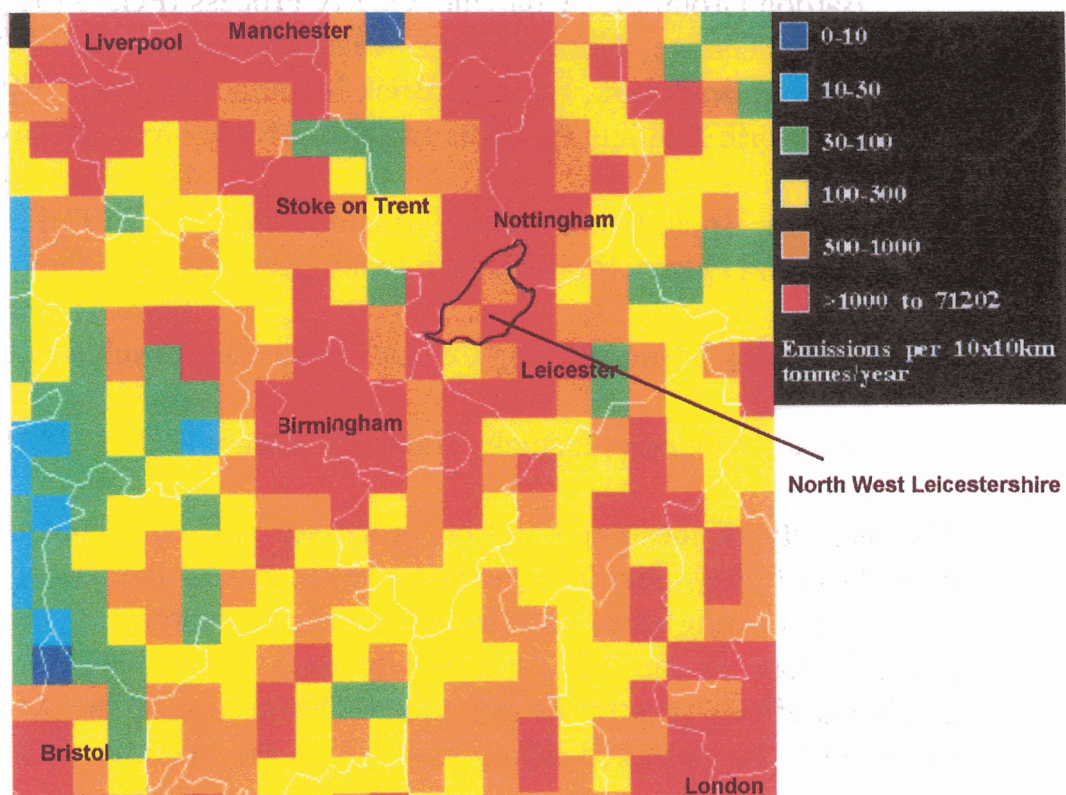 Liverpool
Manchester
Stoke on Trent
Nottingham
Leicester
Birmingham
Bristol
London
0-10
10-30
30-100
100-300
300-1000
>1000 to 71202
Emissions per 10x10km
tonnes/year
North West Leicestershire